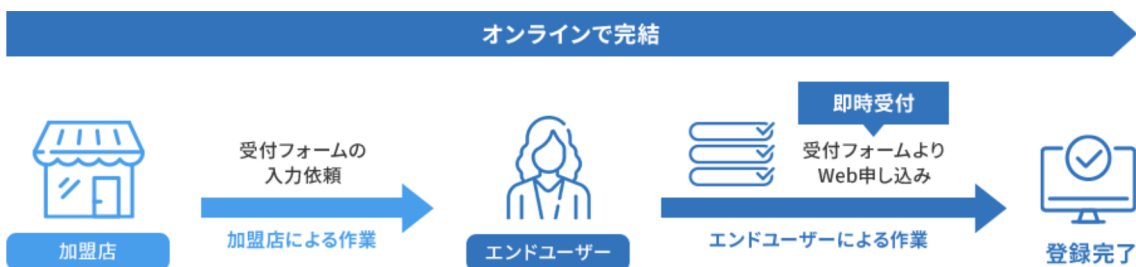 オンラインで完結
即時受付
受付フォームの
入力依頼
受付フォームより
Web申し込み
加盟店による作業
エンドユーザーによる作業
加盟店
エンドユーザー
登録完了